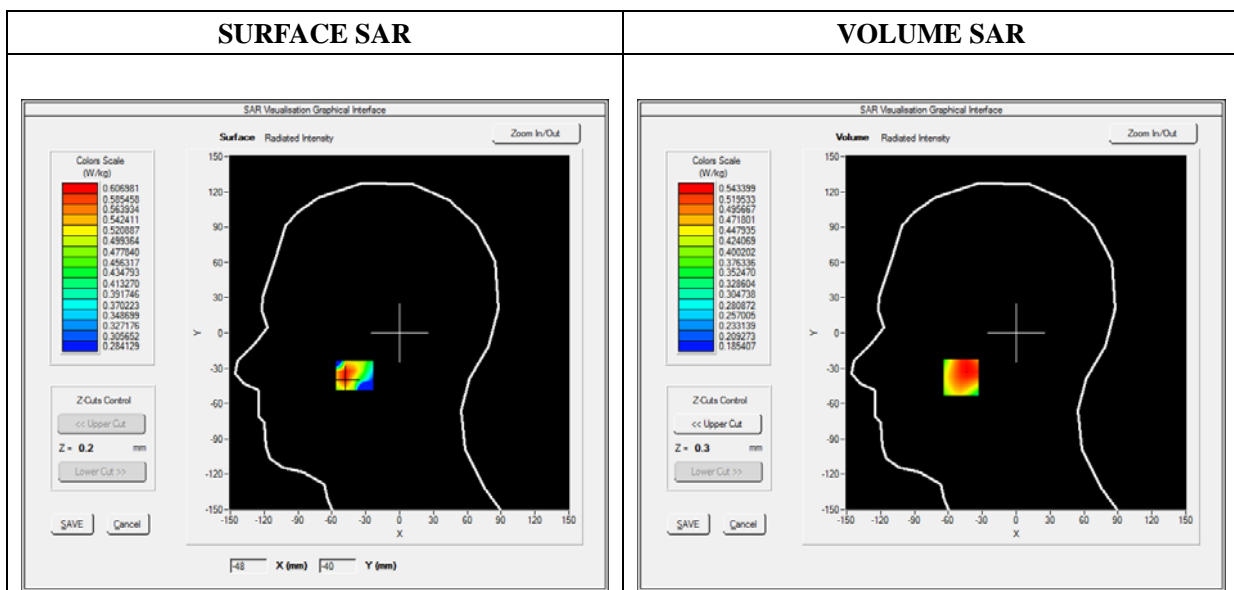 SURFACE SAR
VOLUME SAR
SAR Visualisation Graphical Interface
Surface Radiated Intensity
Zoom In/Out
Colors Scale
(W/kg)
0.606981
0.585458
0.563934
0.542411
0.520887
0.499364
0.477840
0.456317
0.434793
0.413270
0.391746
0.370223
0.348699
0.327176
0.305652
0.284129
Z-Cuts Control
<< Upper Cut
Z = 0.2 mm
Lower Cut >>
SAVE Cancel
150
120
90
60
30
0
-30
-60
-90
-120
-150
Y
-150 -120 -90 -60 -30 0 30 60 90 120 150
X
-48 X (mm) -40 Y (mm)
SAR Visualisation Graphical Interface
Volume Radiated Intensity
Zoom In/Out
Colors Scale
(W/kg)
0.543399
0.519533
0.495667
0.471801
0.447935
0.424069
0.400202
0.376336
0.352470
0.328604
0.304738
0.280872
0.257005
0.233139
0.209273
0.185407
Z-Cuts Control
<< Upper Cut
Z = 0.3 mm
Lower Cut >>
SAVE Cancel
150
120
90
60
30
0
-30
-60
-90
-120
-150
Y
-150 -120 -90 -60 -30 0 30 60 90 120 150
X